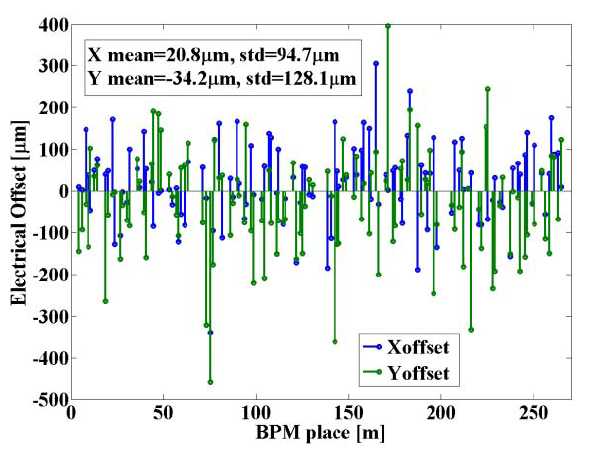 400
300
200
100
0
-100
-200
-300
-400
-500
Electrical Offset [μm]
X mean=20.8μm, std=94.7μm
Y mean=-34.2μm, std=128.1μm
Xoffset
Yoffset
0 50 100 150 200 250
BPM place [m]